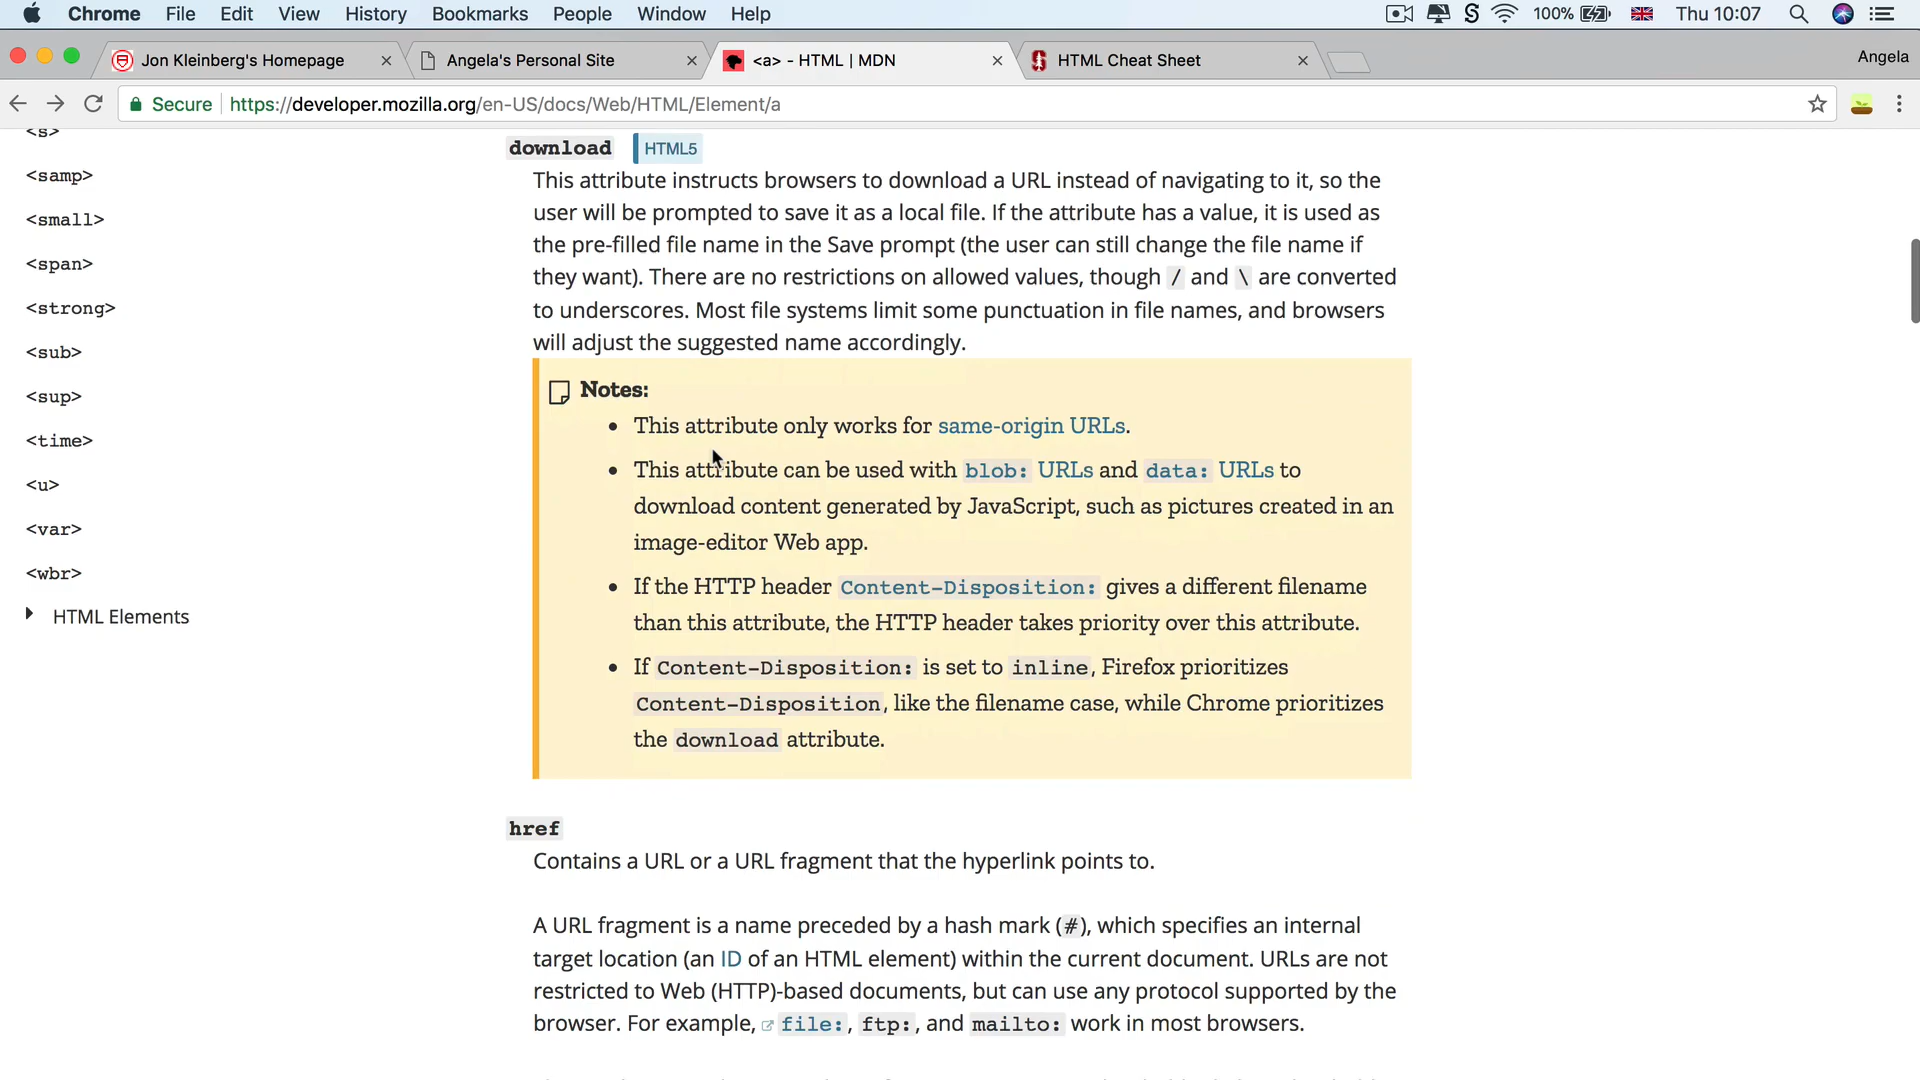 Chrome File Edit View History Bookmarks People Window Help 100% Thu 10:07
Jon Kleinberg's Homepage Angela's Personal Site <a> - HTML | MDN HTML Cheat Sheet Angela
Secure https://developer.mozilla.org/en-US/docs/Web/HTML/Element/a
<s>
<samp>
<small>
<span>
<strong>
<sub>
<sup>
<time>
<u>
<var>
<wbr>
HTML Elements
download HTML5
This attribute instructs browsers to download a URL instead of navigating to it, so the
user will be prompted to save it as a local file. If the attribute has a value, it is used as
the pre-filled file name in the Save prompt (the user can still change the file name if
they want). There are no restrictions on allowed values, though / and \ are converted
to underscores. Most file systems limit some punctuation in file names, and browsers
will adjust the suggested name accordingly.
Notes:
• This attribute only works for same-origin URLs.
• This attribute can be used with blob: URLs and data: URLs to
download content generated by JavaScript, such as pictures created in an
image-editor Web app.
• If the HTTP header Content-Disposition: gives a different filename
than this attribute, the HTTP header takes priority over this attribute.
• If Content-Disposition: is set to inline, Firefox prioritizes
Content-Disposition, like the filename case, while Chrome prioritizes
the download attribute.
href
Contains a URL or a URL fragment that the hyperlink points to.
A URL fragment is a name preceded by a hash mark (#), which specifies an internal
target location (an ID of an HTML element) within the current document. URLs are not
restricted to Web (HTTP)-based documents, but can use any protocol supported by the
browser. For example, file:, ftp:, and mailto: work in most browsers.